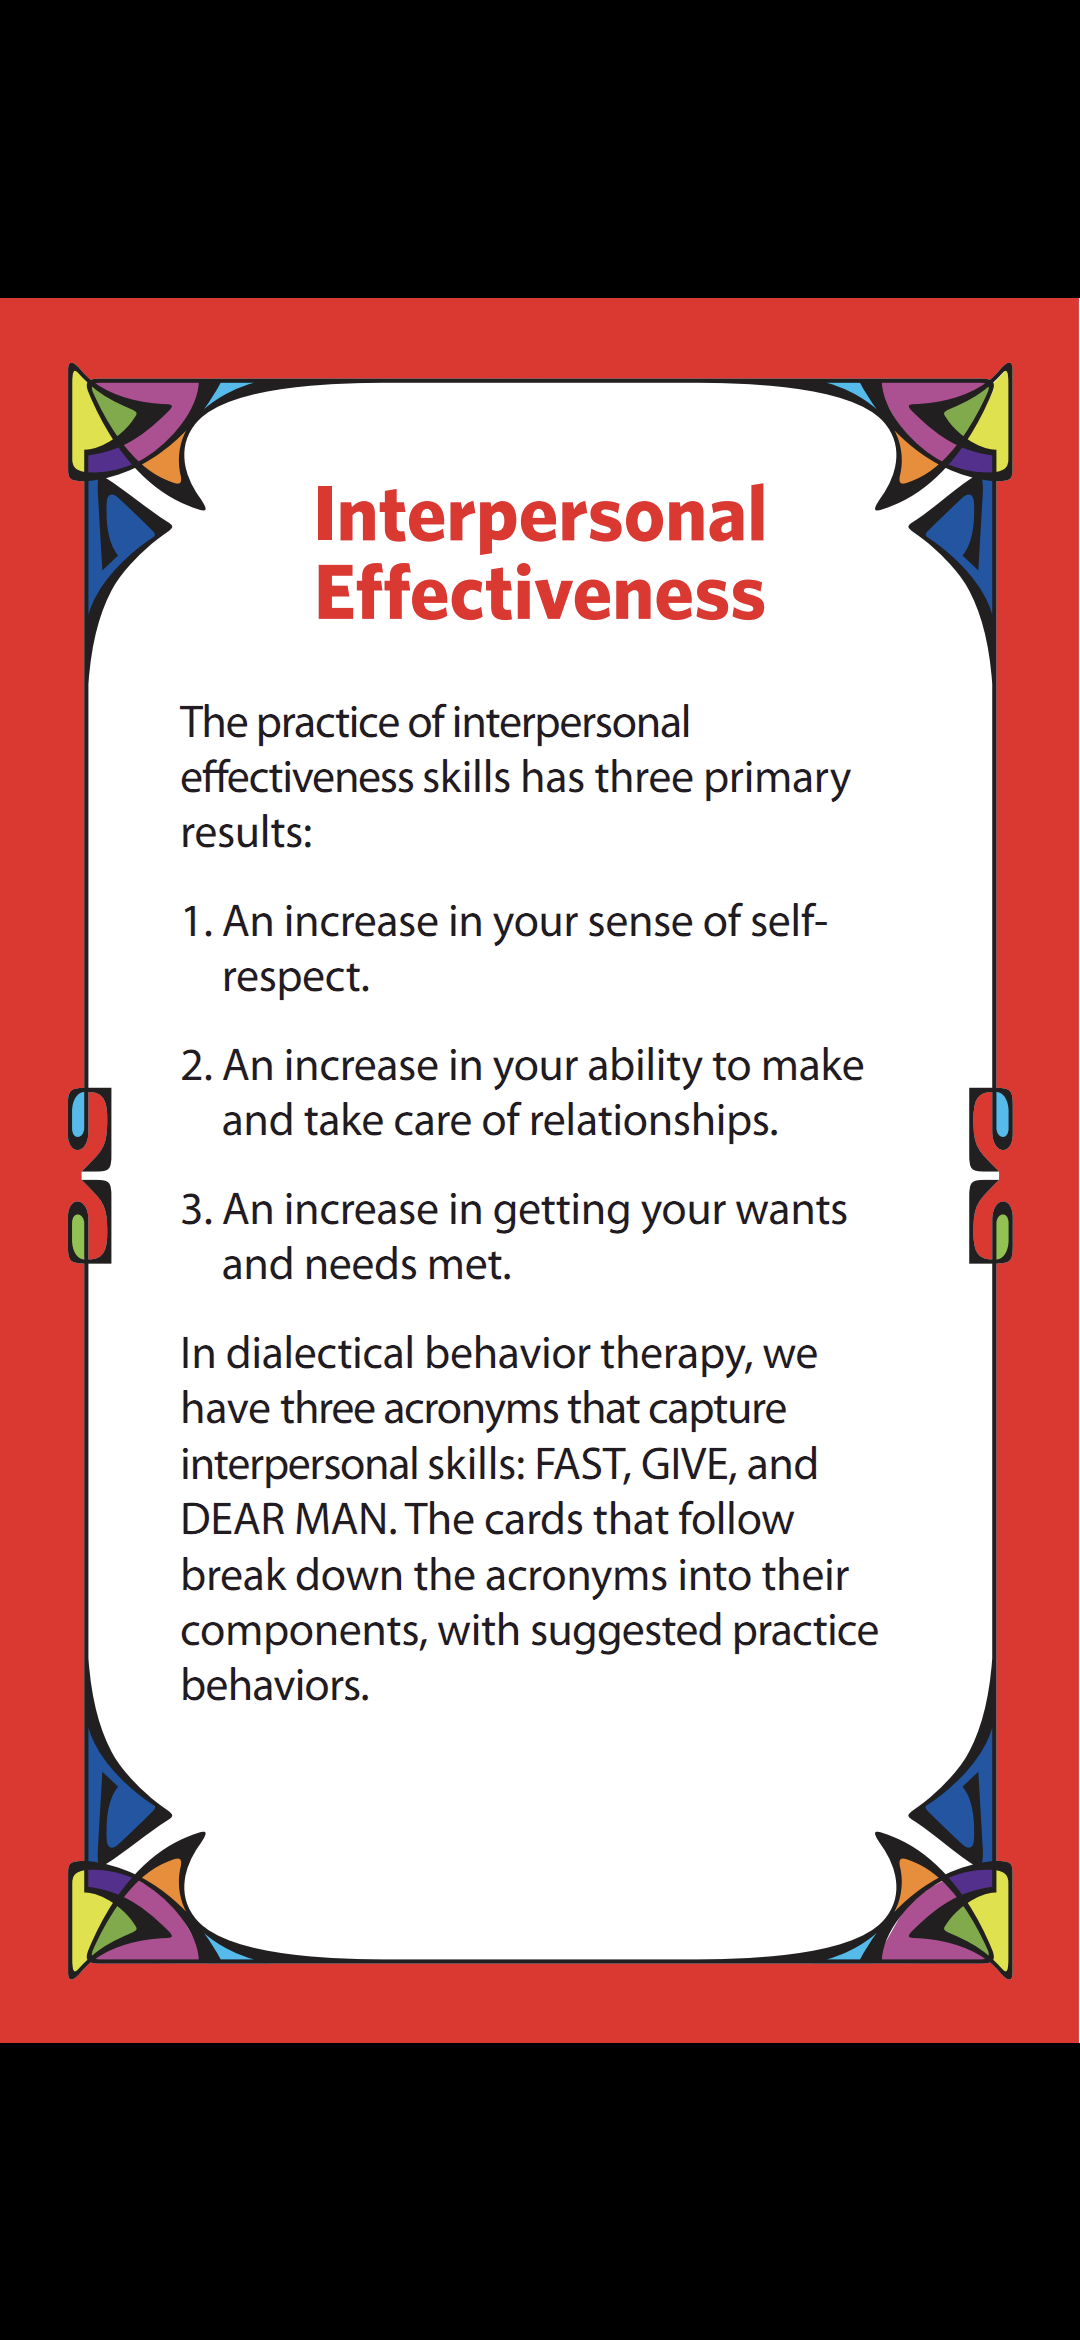 Interpersonal
Effectiveness
The practice of interpersonal
effectiveness skills has three primary
results:
1. An increase in your sense of self-
respect.
2. An increase in your ability to make
and take care of relationships.
3. An increase in getting your wants
and needs met.
In dialectical behavior therapy, we
have three acronyms that capture
interpersonal skills: FAST, GIVE, and
DEAR MAN. The cards that follow
break down the acronyms into their
components, with suggested practice
behaviors.